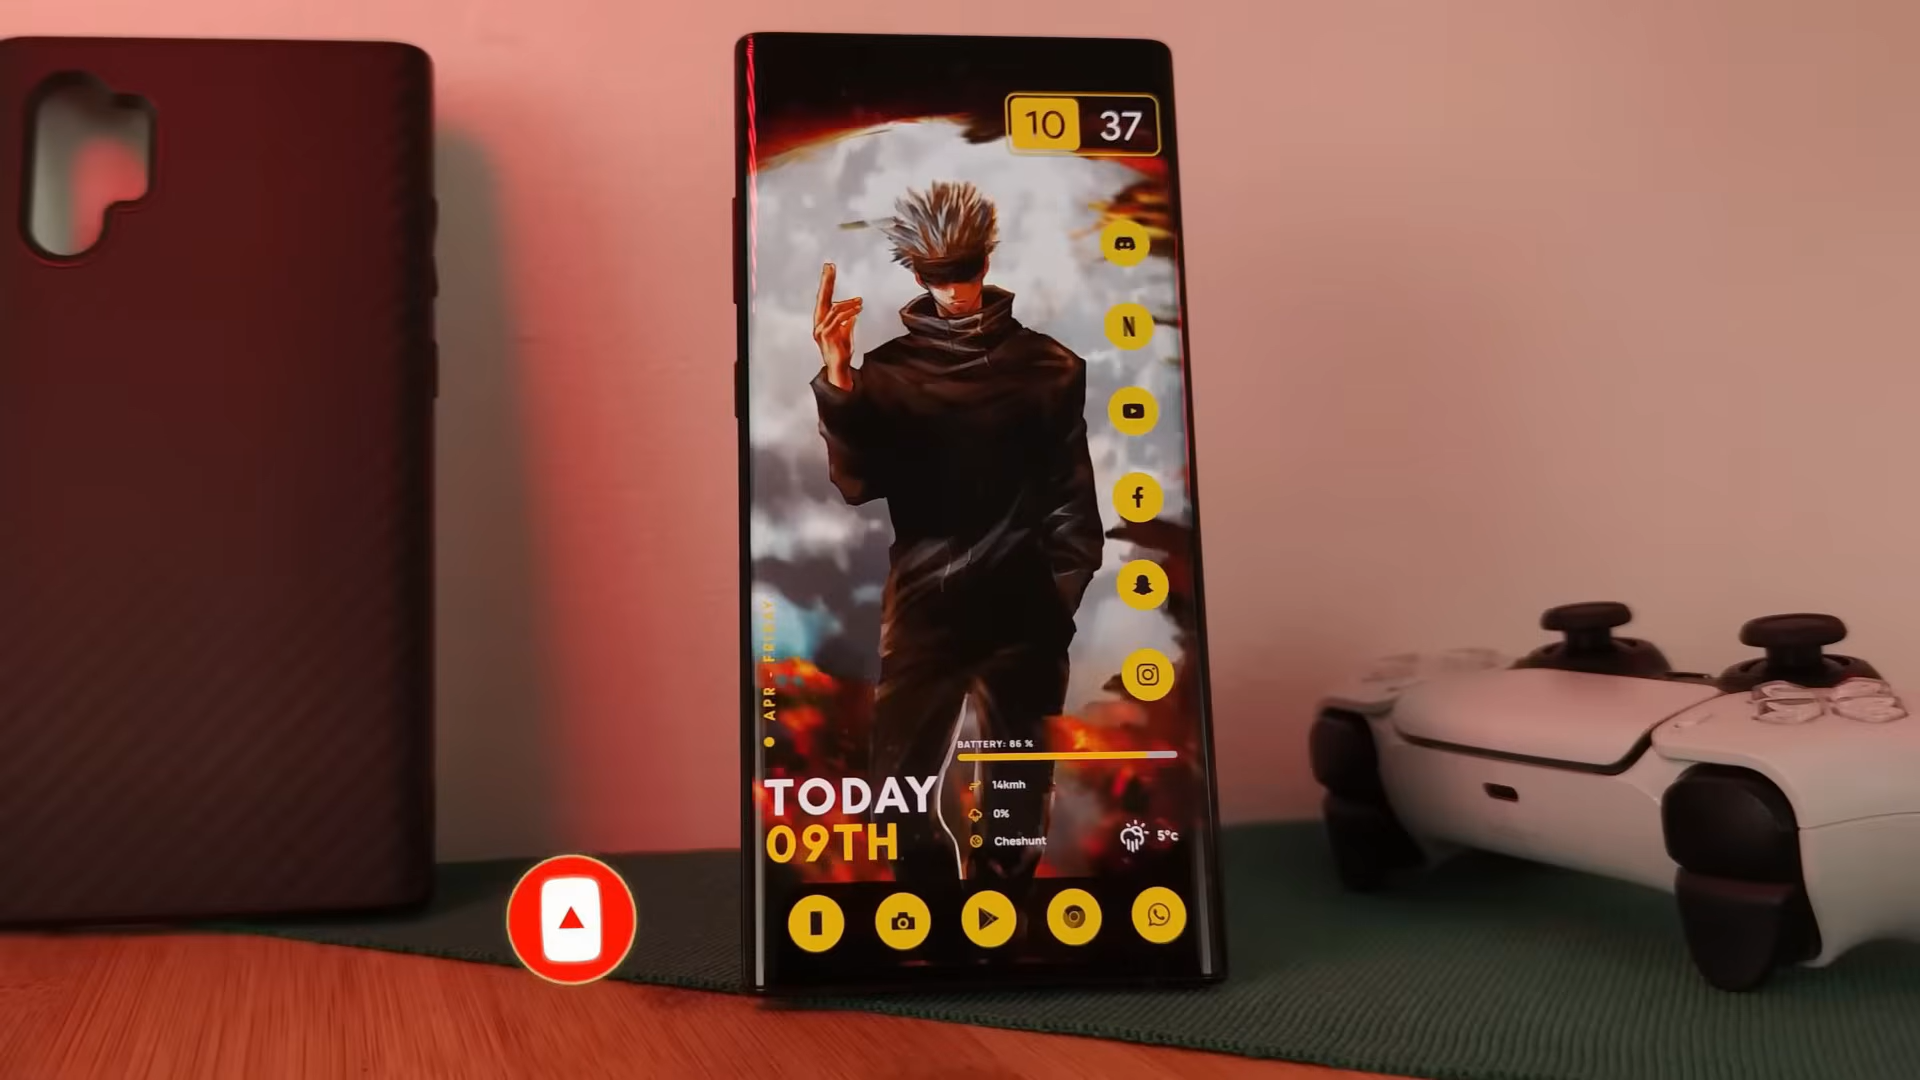 10 37
N
APR - FRIDAY
BATTERY: 86 %
14kmh
0%
Cheshunt
5°c
TODAY
09TH